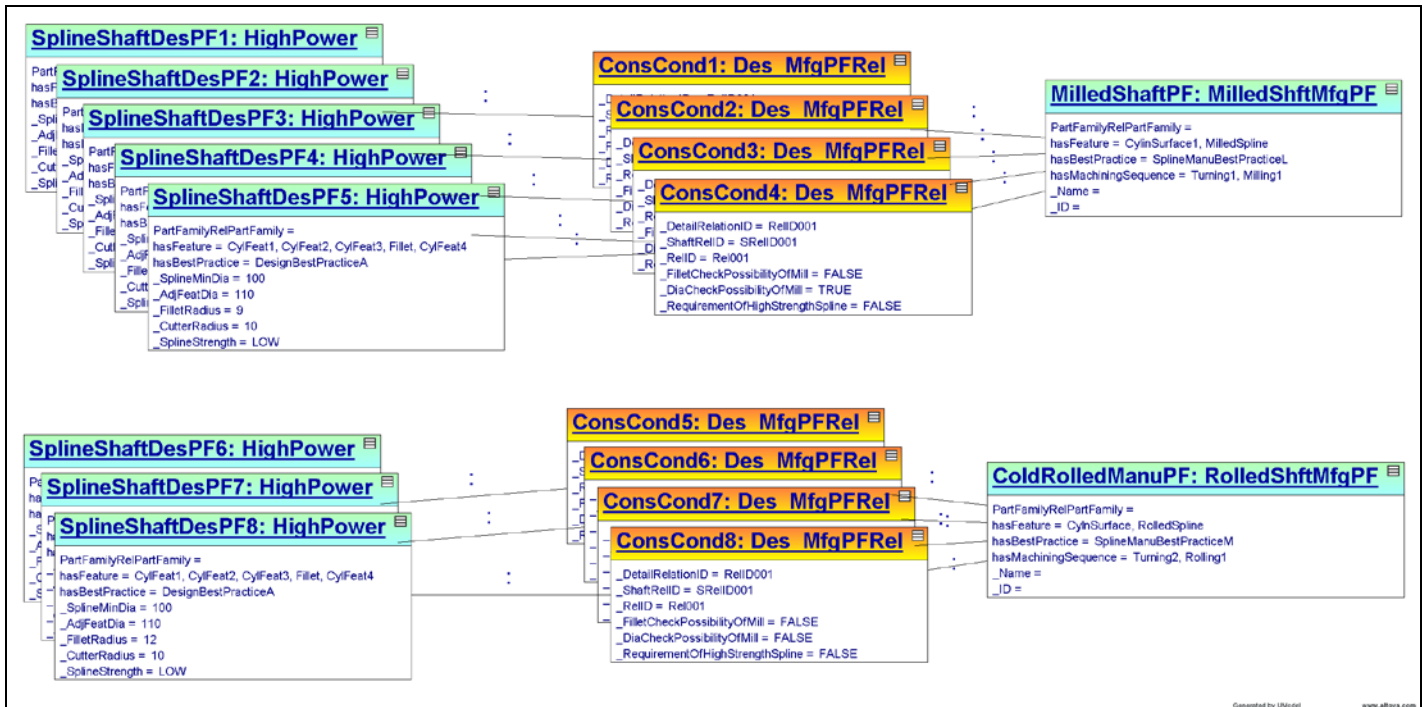 SplineShaftDesPF1: HighPower
SplineShaftDesPF2: HighPower
SplineShaftDesPF3: HighPower
SplineShaftDesPF4: HighPower
SplineShaftDesPF5: HighPower
PartFamilyRelPartFamily =
hasFeature = CylFeat1, CylFeat2, CylFeat3, Fillet, CylFeat4
hasBestPractice = DesignBestPracticeA
_SplineMinDia = 100
_AdjFeatDia = 110
_FilletRadius = 9
_CutterRadius = 10
_SplineStrength = LOW
ConsCond1: Des_MfgPFRel
ConsCond2: Des_MfgPFRel
ConsCond3: Des_MfgPFRel
ConsCond4: Des_MfgPFRel
_DetailRelationID = RelID001
_ShaftRelID = SRelID001
_RelID = Rel001
_FilletCheckPossibilityOfMill = FALSE
_DiaCheckPossibilityOfMill = TRUE
_RequirementOfHighStrengthSpline = FALSE
MilledShaftPF: MilledShftMfgPF
PartFamilyRelPartFamily =
hasFeature = CylinSurface1, MilledSpline
hasBestPractice = SplineManuBestPracticeL
hasMachiningSequence = Turning1, Milling1
_Name =
_ID =
SplineShaftDesPF6: HighPower
SplineShaftDesPF7: HighPower
SplineShaftDesPF8: HighPower
PartFamilyRelPartFamily =
hasFeature = CylFeat1, CylFeat2, CylFeat3, Fillet, CylFeat4
hasBestPractice = DesignBestPracticeA
_SplineMinDia = 100
_AdjFeatDia = 110
_FilletRadius = 12
_CutterRadius = 10
_SplineStrength = LOW
ConsCond5: Des_MfgPFRel
ConsCond6: Des_MfgPFRel
ConsCond7: Des_MfgPFRel
ConsCond8: Des_MfgPFRel
_DetailRelationID = RelID001
_ShaftRelID = SRelID001
_RelID = Rel001
_FilletCheckPossibilityOfMill = FALSE
_DiaCheckPossibilityOfMill = FALSE
_RequirementOfHighStrengthSpline = FALSE
ColdRolledManuPF: RolledShftMfgPF
PartFamilyRelPartFamily =
hasFeature = CylnSurface, RolledSpline
hasBestPractice = SplineManuBestPracticeM
hasMachiningSequence = Turning2, Rolling1
_Name =
_ID =
Generated by UModel www.altova.com